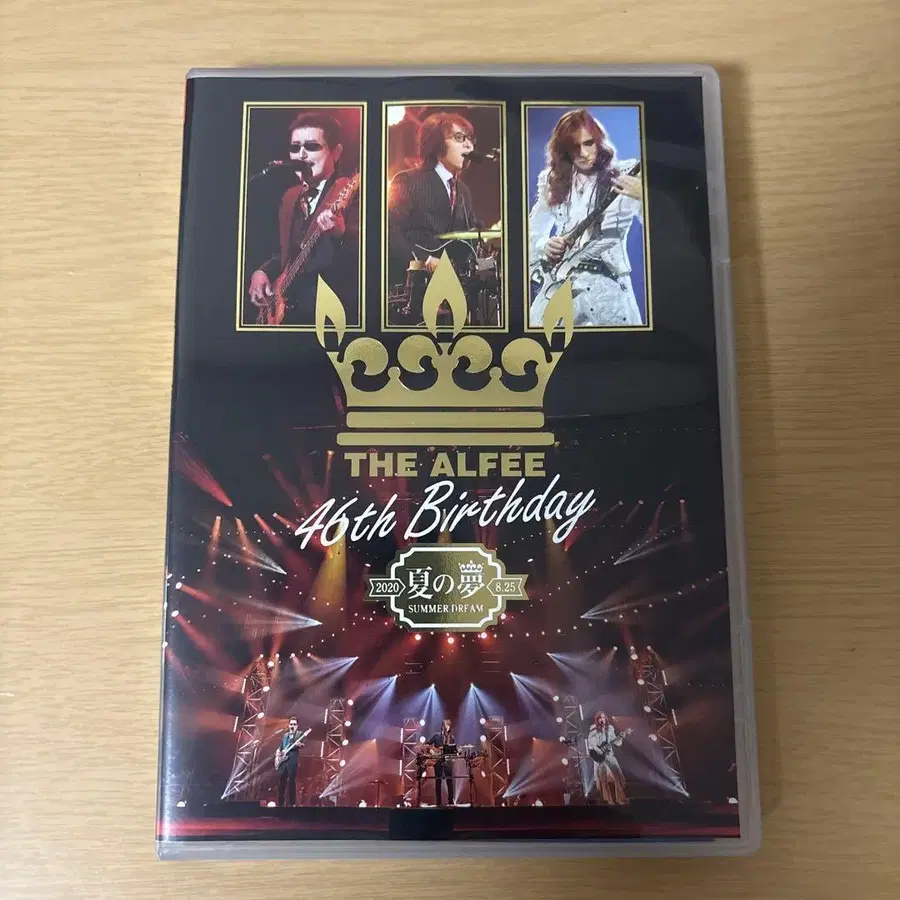 THE ALFEE
46th Birthday
2020 夏の夢 8.25
SUMMER DREAM